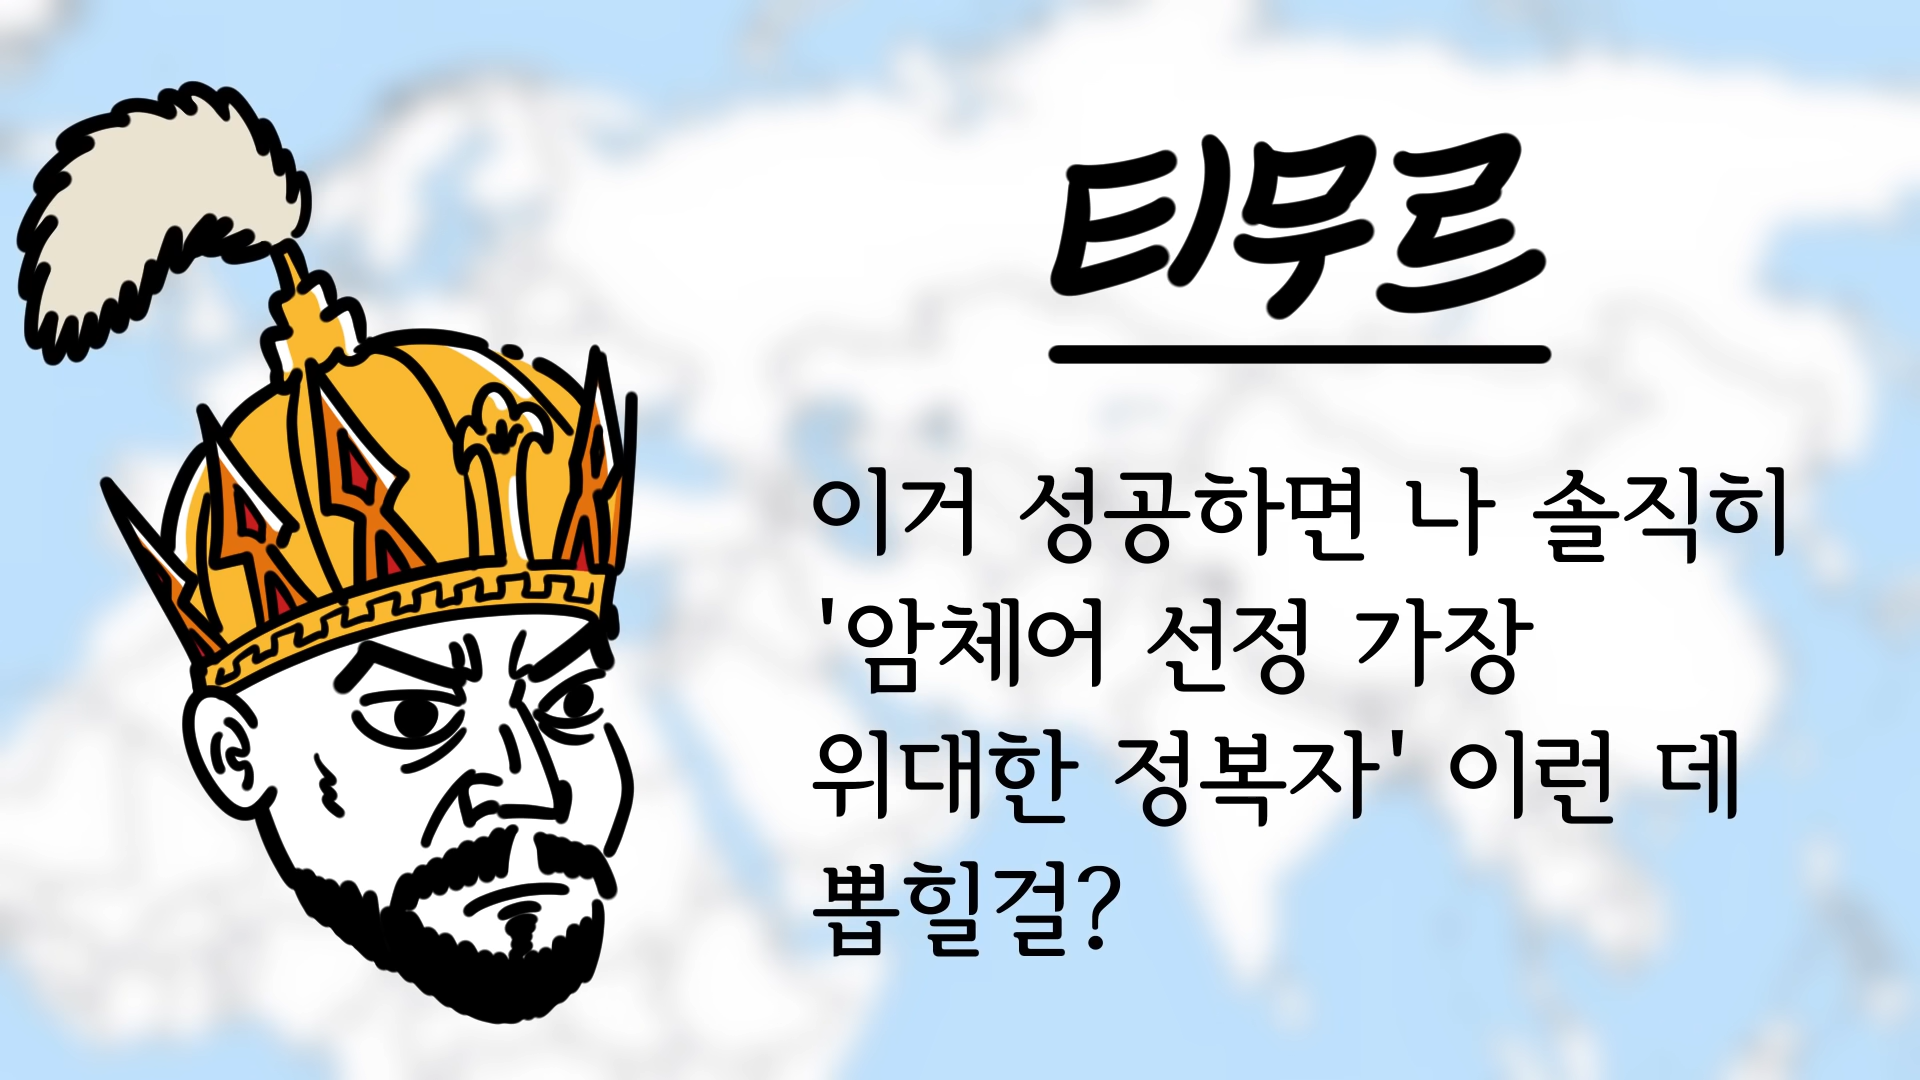 티무르
이거 성공하면 나 솔직히
'암체어 선정 가장
위대한 정복자' 이런 데
뽑힐걸?